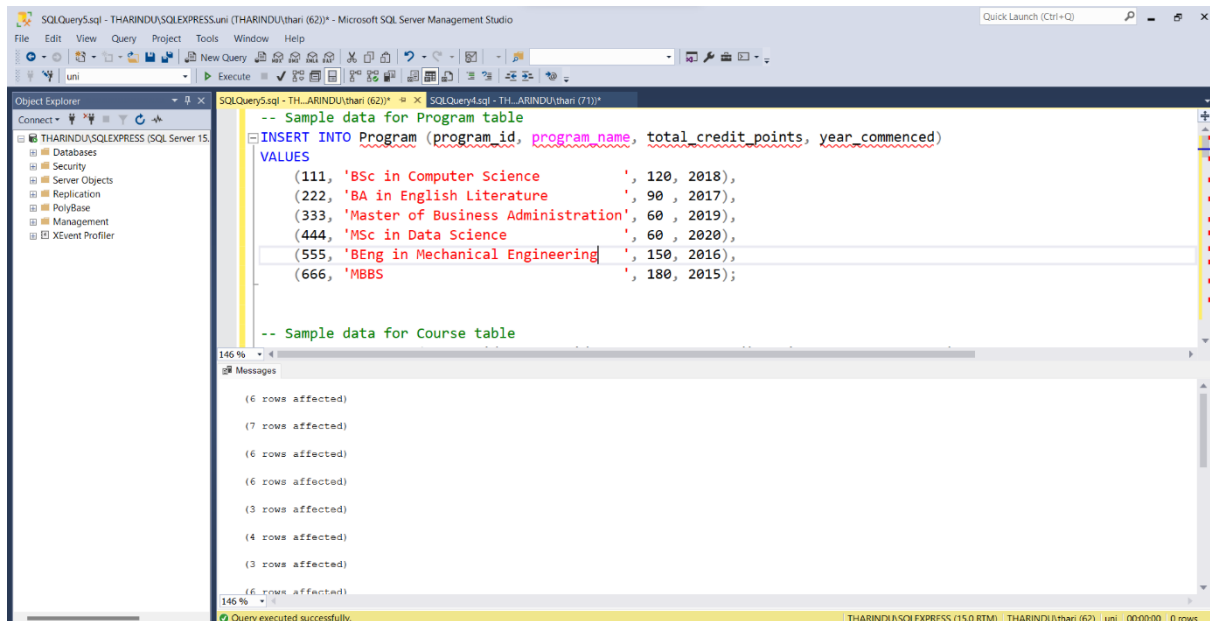 SQLQuery5.sql - THARINDU\SQLEXPRESS.uni (THARINDU\thari (62))* - Microsoft SQL Server Management Studio
Quick Launch (Ctrl+Q)
File Edit View Query Project Tools Window Help
New Query
uni
Execute
Object Explorer
SQLQuery5.sql - TH...ARINDU\thari (62))*
SQLQuery4.sql - TH...ARINDU\thari (71))*
Connect
THARINDU\SQLEXPRESS (SQL Server 15.
Databases
Security
Server Objects
Replication
PolyBase
Management
XEvent Profiler
-- Sample data for Program table
INSERT INTO Program (program_id, program_name, total_credit_points, year_commenced)
VALUES
(111, 'BSc in Computer Science          ', 120, 2018),
(222, 'BA in English Literature         ', 90 , 2017),
(333, 'Master of Business Administration', 60 , 2019),
(444, 'MSc in Data Science              ', 60 , 2020),
(555, 'BEng in Mechanical Engineering   ', 150, 2016),
(666, 'MBBS                             ', 180, 2015);
-- Sample data for Course table
146 %
Messages
(6 rows affected)
(7 rows affected)
(6 rows affected)
(6 rows affected)
(3 rows affected)
(4 rows affected)
(3 rows affected)
(6 rows affected)
146 %
Query executed successfully.
THARINDU\SQLEXPRESS (15.0 RTM) THARINDU\thari (62) uni 00:00:00 0 rows